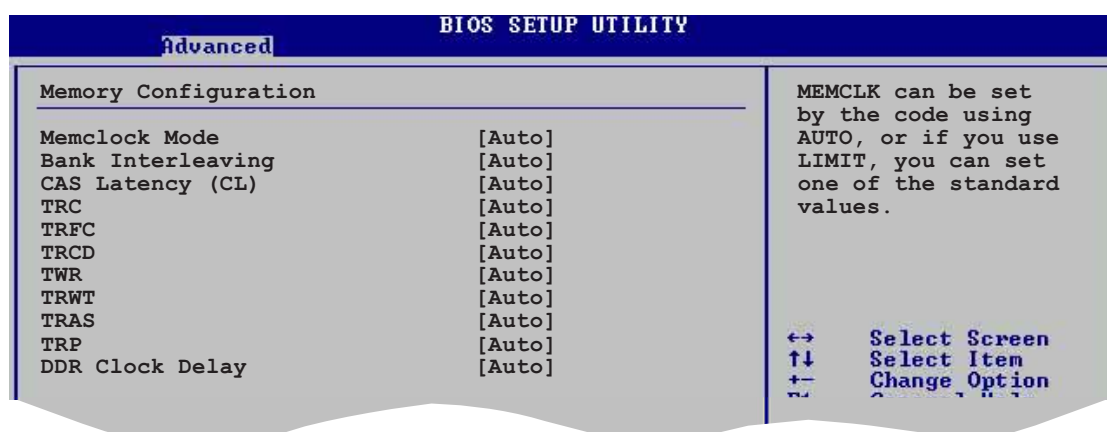 BIOS SETUP UTILITY
Advanced
Memory Configuration
Memclock Mode [Auto]
Bank Interleaving [Auto]
CAS Latency (CL) [Auto]
TRC [Auto]
TRFC [Auto]
TRCD [Auto]
TWR [Auto]
TRWT [Auto]
TRAS [Auto]
TRP [Auto]
DDR Clock Delay [Auto]
MEMCLK can be set
by the code using
AUTO, or if you use
LIMIT, you can set
one of the standard
values.
↔ Select Screen
↑↓ Select Item
+- Change Option